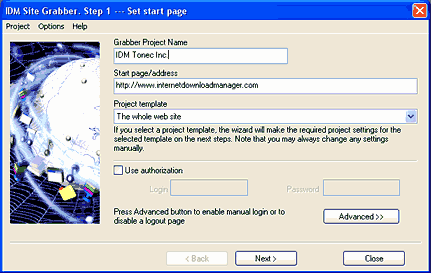 IDM Site Grabber. Step 1 --- Set start page
Project Options Help
Grabber Project Name
IDM Tonec Inc.
Start page/address
http://www.internetdownloadmanager.com
Project template
The whole web site
If you select a project template, the wizard will make the required project settings for the
selected template on the next steps. Note that you may always change any settings
manually.
Use authorization
Login Password
Press Advanced button to enable manual login or to
disable a logout page
Advanced >>
< Back Next > Close